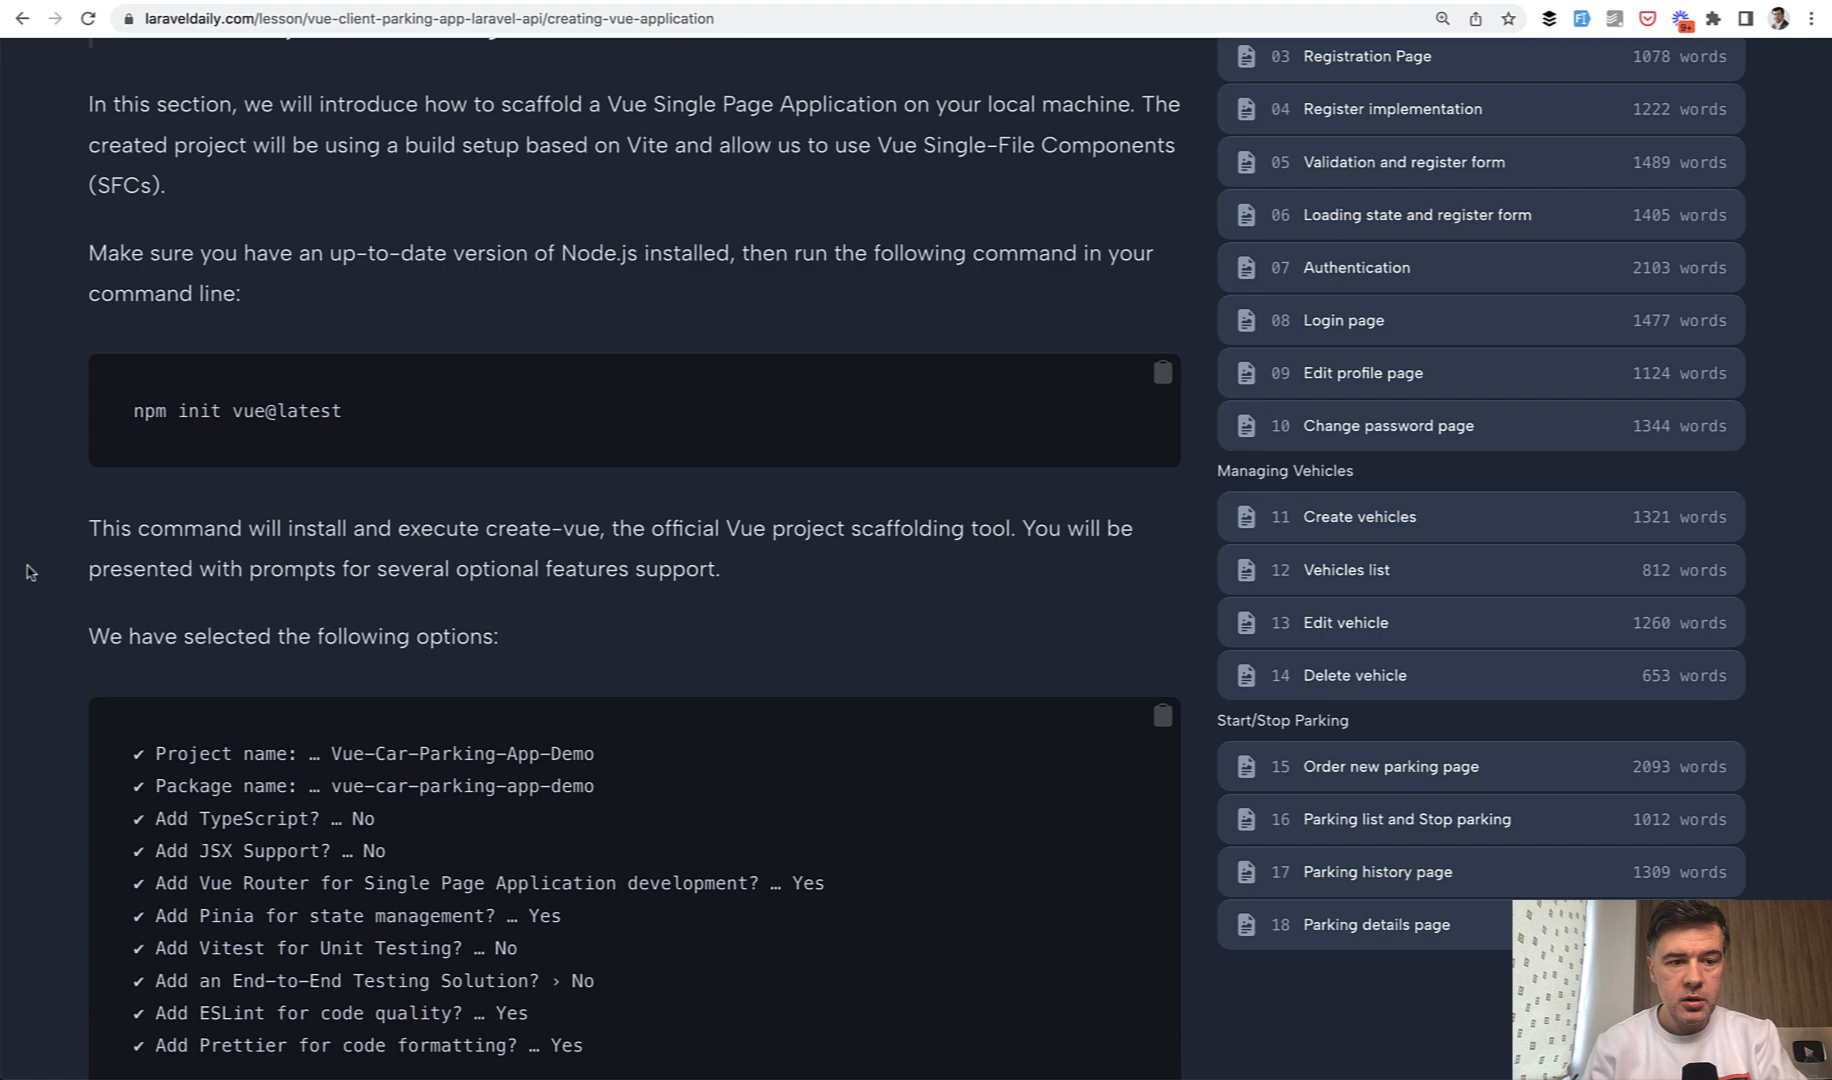 laraveldaily.com/lesson/vue-client-parking-app-laravel-api/creating-vue-application
9+
In this section, we will introduce how to scaffold a Vue Single Page Application on your local machine. The
created project will be using a build setup based on Vite and allow us to use Vue Single-File Components
(SFCs).
Make sure you have an up-to-date version of Node.js installed, then run the following command in your
command line:
npm init vue@latest
This command will install and execute create-vue, the official Vue project scaffolding tool. You will be
presented with prompts for several optional features support.
We have selected the following options:
✔ Project name: … Vue-Car-Parking-App-Demo
✔ Package name: … vue-car-parking-app-demo
✔ Add TypeScript? … No
✔ Add JSX Support? … No
✔ Add Vue Router for Single Page Application development? … Yes
✔ Add Pinia for state management? … Yes
✔ Add Vitest for Unit Testing? … No
✔ Add an End-to-End Testing Solution? › No
✔ Add ESLint for code quality? … Yes
✔ Add Prettier for code formatting? … Yes
03 Registration Page 1078 words
04 Register implementation 1222 words
05 Validation and register form 1489 words
06 Loading state and register form 1405 words
07 Authentication 2103 words
08 Login page 1477 words
09 Edit profile page 1124 words
10 Change password page 1344 words
Managing Vehicles
11 Create vehicles 1321 words
12 Vehicles list 812 words
13 Edit vehicle 1260 words
14 Delete vehicle 653 words
Start/Stop Parking
15 Order new parking page 2093 words
16 Parking list and Stop parking 1012 words
17 Parking history page 1309 words
18 Parking details page